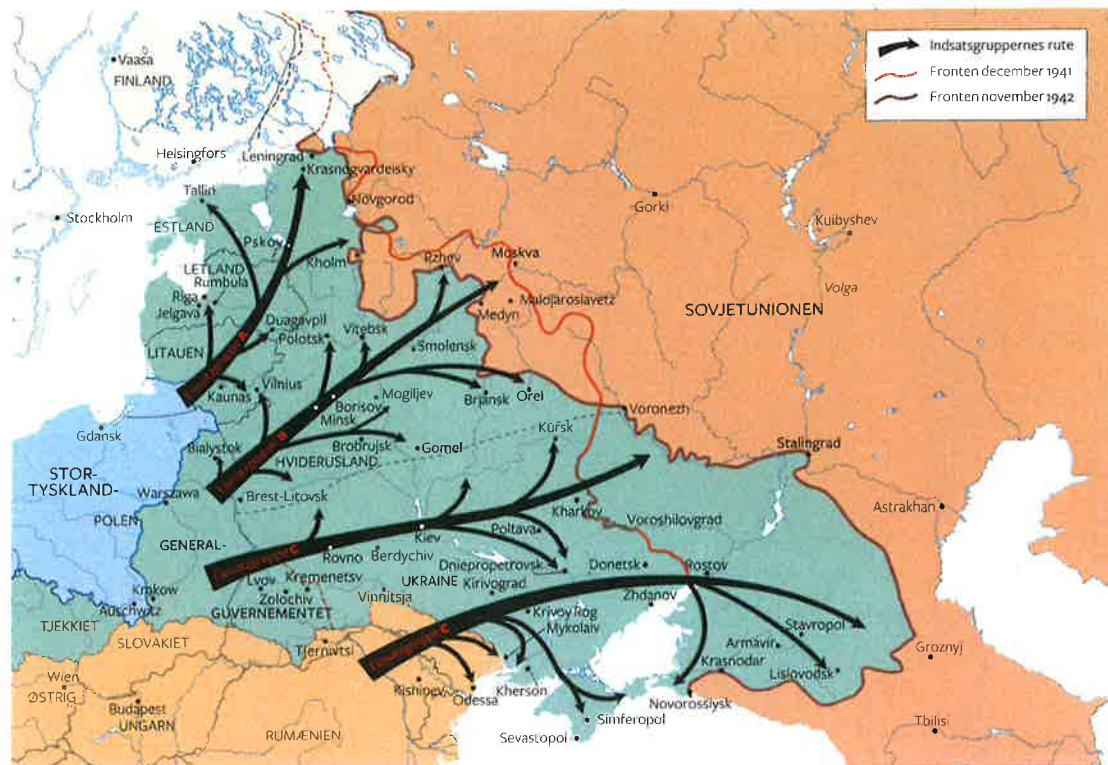 Indsatsgruppernes rute
Fronten december 1941
Fronten november 1942
Vaasa
FINLAND
Helsingfors
Leningrad
Krasnogvardeisky
Tallin
Novgorod
Gorki
Stockholm
ESTLAND
Kuibyshev
Pskov
Kholm
Rzhev
Moskva
LETLAND
Rumbula
Volga
Riga
Malojaroslavetz
SOVJETUNIONEN
Jelgava
Medyn
Duagavpil
Vitebsk
Polotsk
Smolensk
LITAUEN
Kaunas
Vilnius
Mogiljev
Brjansk
Orel
Borisov
Minsk
Voronezh
Gdansk
Kursk
Bialystok
Brobrujsk
Gomel
Stalingrad
HVIDERUSLAND
STOR-
TYSKLAND-
Warszawa
Brest-Litovsk
Kharkov
Astrakhan
POLEN
Voroshilovgrad
GENERAL-
Kiev
Poltava
Rovno
Berdychiv
Dniepropetrovsk
Donetsk
Rostov
Lvov
Kremenetsv
UKRAINE
Kirivograd
Krakow
Zolochiv
Vinnitsja
Zhdanov
Auschwotz
GUVERNEMENTET
Krivoy Rog
TJEKKIET
Mykolaiv
Stavropol
SLOVAKIET
Tjernivtsi
Armavir
Groznyj
Wien
Krasnodar
Lislovodsk
ØSTRIG
Kishinev
Odessa
Kherson
Novorossiysk
Budapest
UNGARN
Simferopol
Tbilisi
RUMÆNIEN
Sevastopol